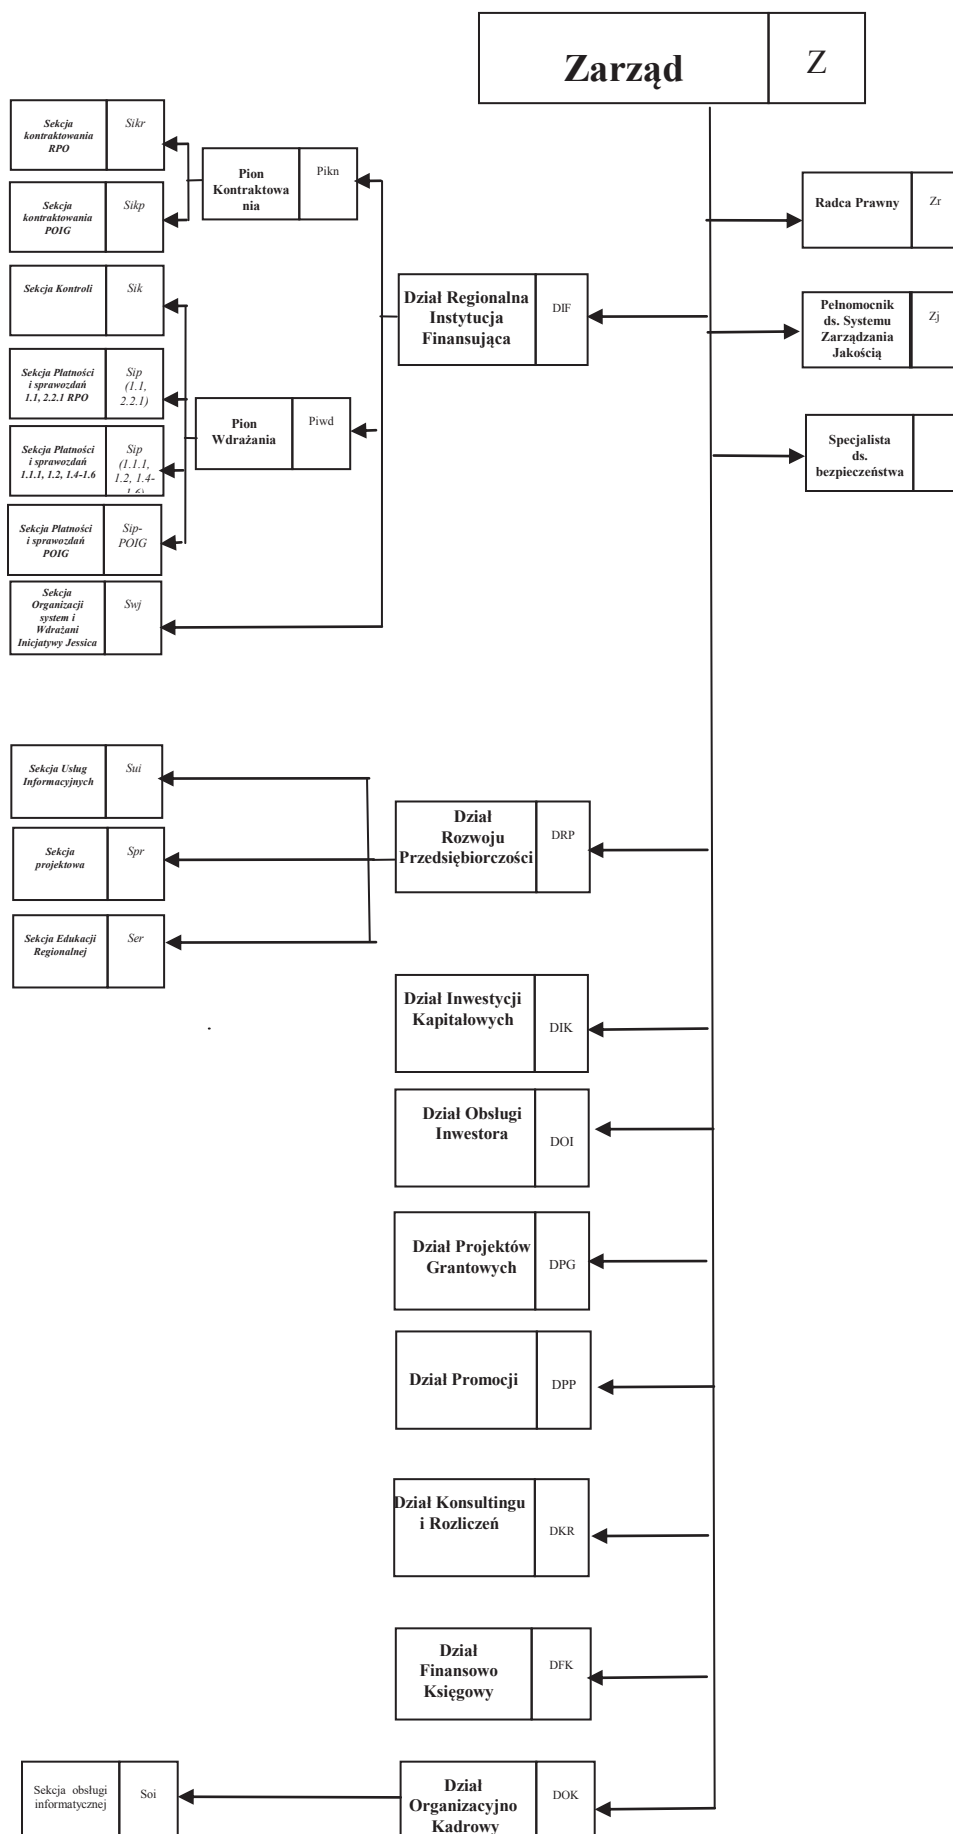 Zarząd
Z
Sekcja
kontraktowania
RPO
Sikr
Pion
Kontraktowa
nia
Pikn
Sekcja
kontraktowania
POIG
Sikp
Radca Prawny
Zr
Sekcja Kontroli
Sik
Dział Regionalna
Instytucja
Finansująca
DIF
Pełnomocnik
ds. Systemu
Zarządzania
Jakością
Zj
Sekcja Płatności
i sprawozdań
1.1, 2.2.1 RPO
Sip
(1.1,
2.2.1)
Pion
Wdrażania
Piwd
Sekcja Płatności
i sprawozdań
1.1.1, 1.2, 1.4-1.6
Sip
(1.1.1,
1.2, 1.4-
1.6)
Specjalista
ds.
bezpieczeństwa
Sekcja Płatności
i sprawozdań
POIG
Sip-
POIG
Sekcja
Organizacji
system i
Wdrażani
Inicjatywy Jessica
Swj
Sekcja Usług
Informacyjnych
Sui
Dział
Rozwoju
Przedsiębiorczości
DRP
Sekcja
projektowa
Spr
Sekcja Edukacji
Regionalnej
Ser
Dział Inwestycji
Kapitałowych
DIK
.
Dział Obsługi
Inwestora
DOI
Dział Projektów
Grantowych
DPG
Dział Promocji
DPP
Dział Konsultingu
i Rozliczeń
DKR
Dział
Finansowo
Księgowy
DFK
Sekcja obsługi
informatycznej
Soi
Dział
Organizacyjno
Kadrowy
DOK